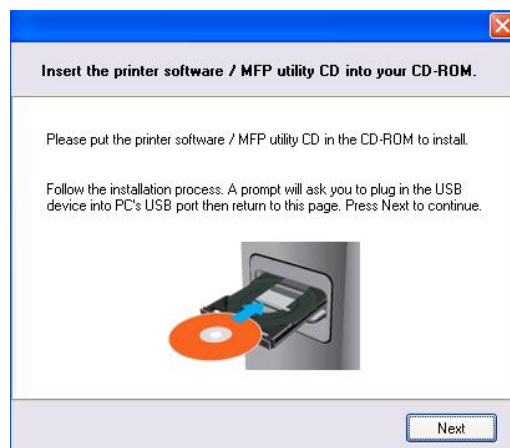 Insert the printer software / MFP utility CD into your CD-ROM.
Please put the printer software / MFP utility CD in the CD-ROM to install.
Follow the installation process. A prompt will ask you to plug in the USB
device into PC's USB port then return to this page. Press Next to continue.
Next